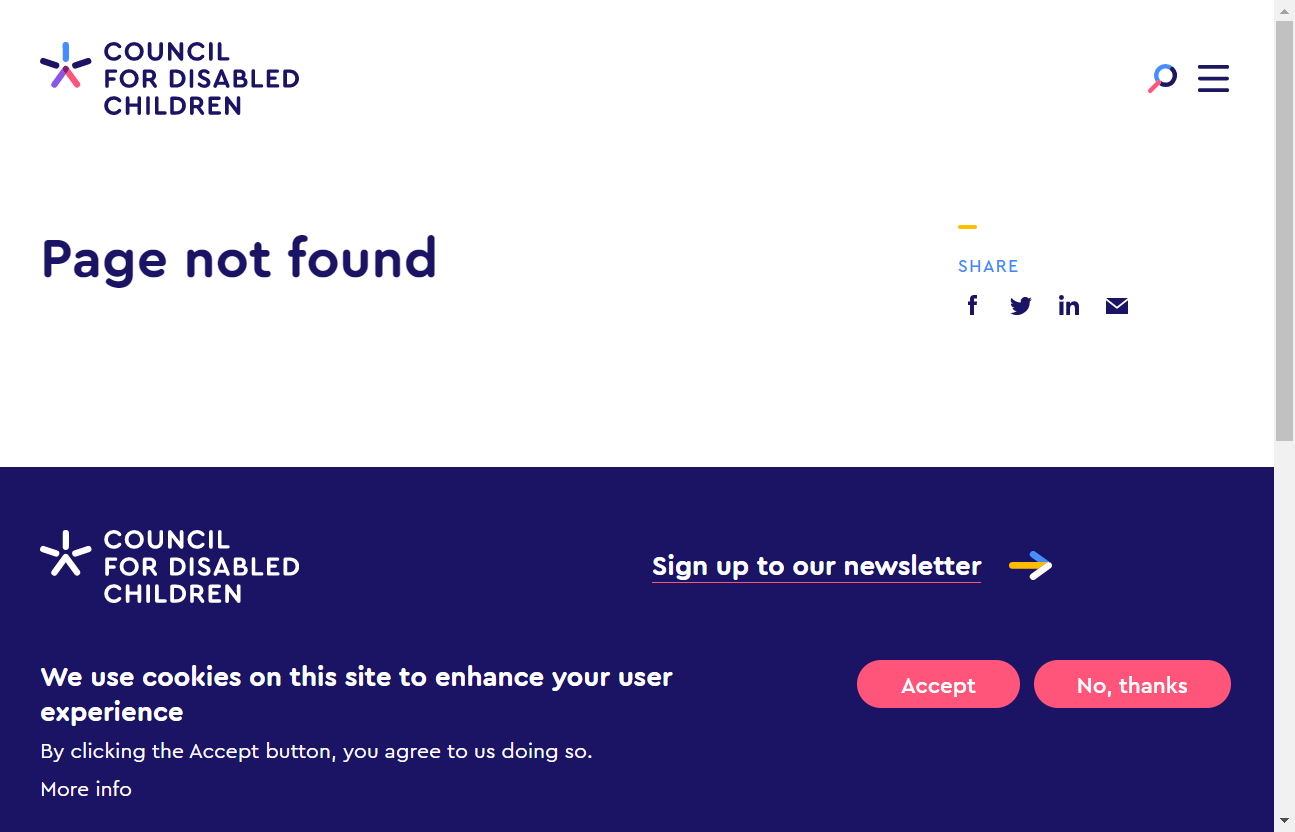 COUNCIL
FOR DISABLED
CHILDREN
Page not found
SHARE
COUNCIL
FOR DISABLED
CHILDREN
Sign up to our newsletter
We use cookies on this site to enhance your user
experience
By clicking the Accept button, you agree to us doing so.
More info
Accept
No, thanks